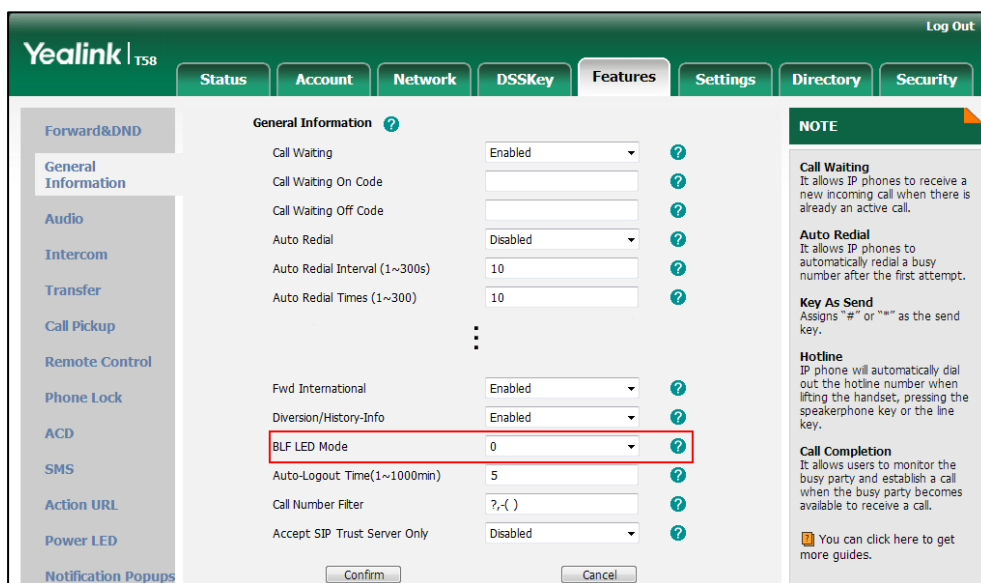 Log Out
Yealink T58
Status Account Network DSSKey Features Settings Directory Security
Forward&DND
General
Information
Audio
Intercom
Transfer
Call Pickup
Remote Control
Phone Lock
ACD
SMS
Action URL
Power LED
Notification Popups
General Information ?
Call Waiting Enabled ?
Call Waiting On Code ?
Call Waiting Off Code ?
Auto Redial Disabled ?
Auto Redial Interval (1~300s) 10 ?
Auto Redial Times (1~300) 10 ?
Fwd International Enabled ?
Diversion/History-Info Enabled ?
BLF LED Mode 0 ?
Auto-Logout Time(1~1000min) 5 ?
Call Number Filter ?,-( ) ?
Accept SIP Trust Server Only Disabled ?
Confirm Cancel
NOTE
Call Waiting
It allows IP phones to receive a
new incoming call when there is
already an active call.
Auto Redial
It allows IP phones to
automatically redial a busy
number after the first attempt.
Key As Send
Assigns "#" or "*" as the send
key.
Hotline
IP phone will automatically dial
out the hotline number when
lifting the handset, pressing the
speakerphone key or the line
key.
Call Completion
It allows users to monitor the
busy party and establish a call
when the busy party becomes
available to receive a call.
? You can click here to get
more guides.